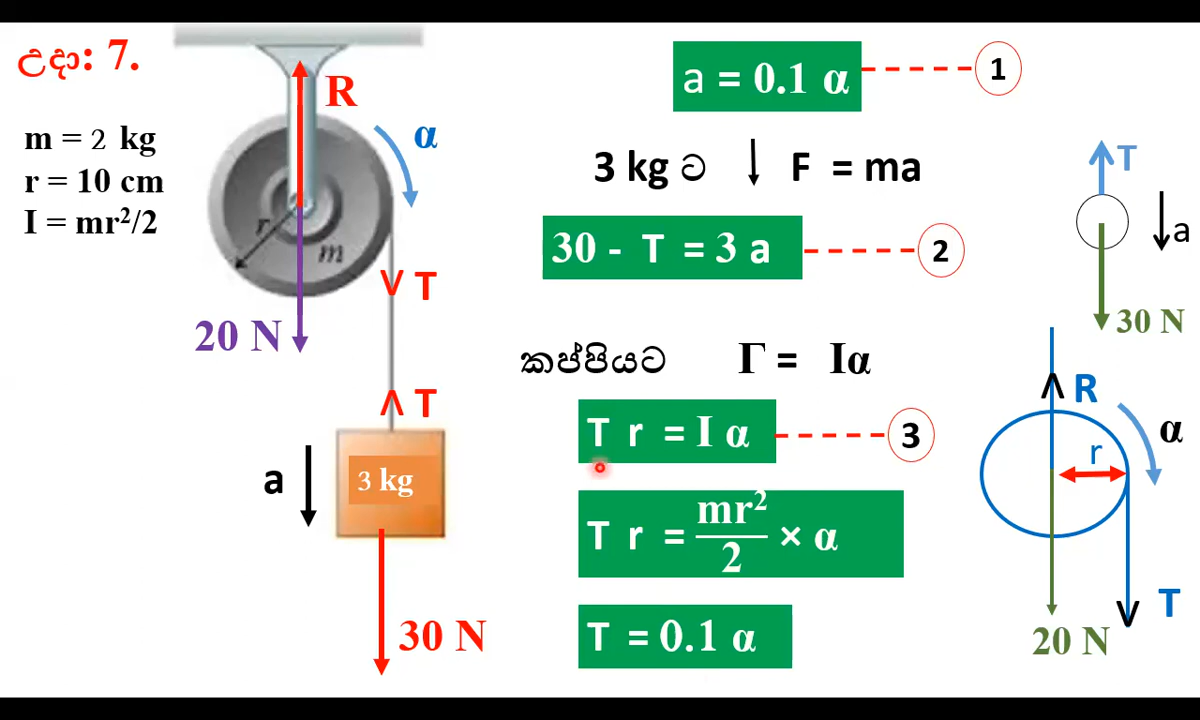 උදා: 7.
m = 2 kg
r = 10 cm
I = mr²/2
R
α
r
m
T
20 N
T
a
3 kg
30 N
a = 0.1 α
1
3 kg ට ↓ F = ma
30 - T = 3 a
2
කප්පියට Γ = Iα
T r = I α
3
T r = mr²/2 × α
T = 0.1 α
T
a
30 N
R
α
r
T
20 N